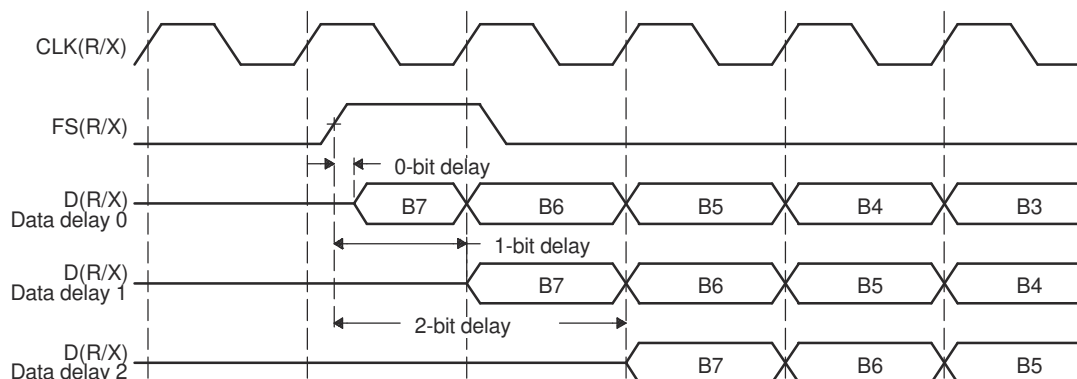 CLK(R/X)
FS(R/X)
0-bit delay
D(R/X)
Data delay 0
B7 B6 B5 B4 B3
1-bit delay
D(R/X)
Data delay 1
B7 B6 B5 B4
2-bit delay
D(R/X)
Data delay 2
B7 B6 B5